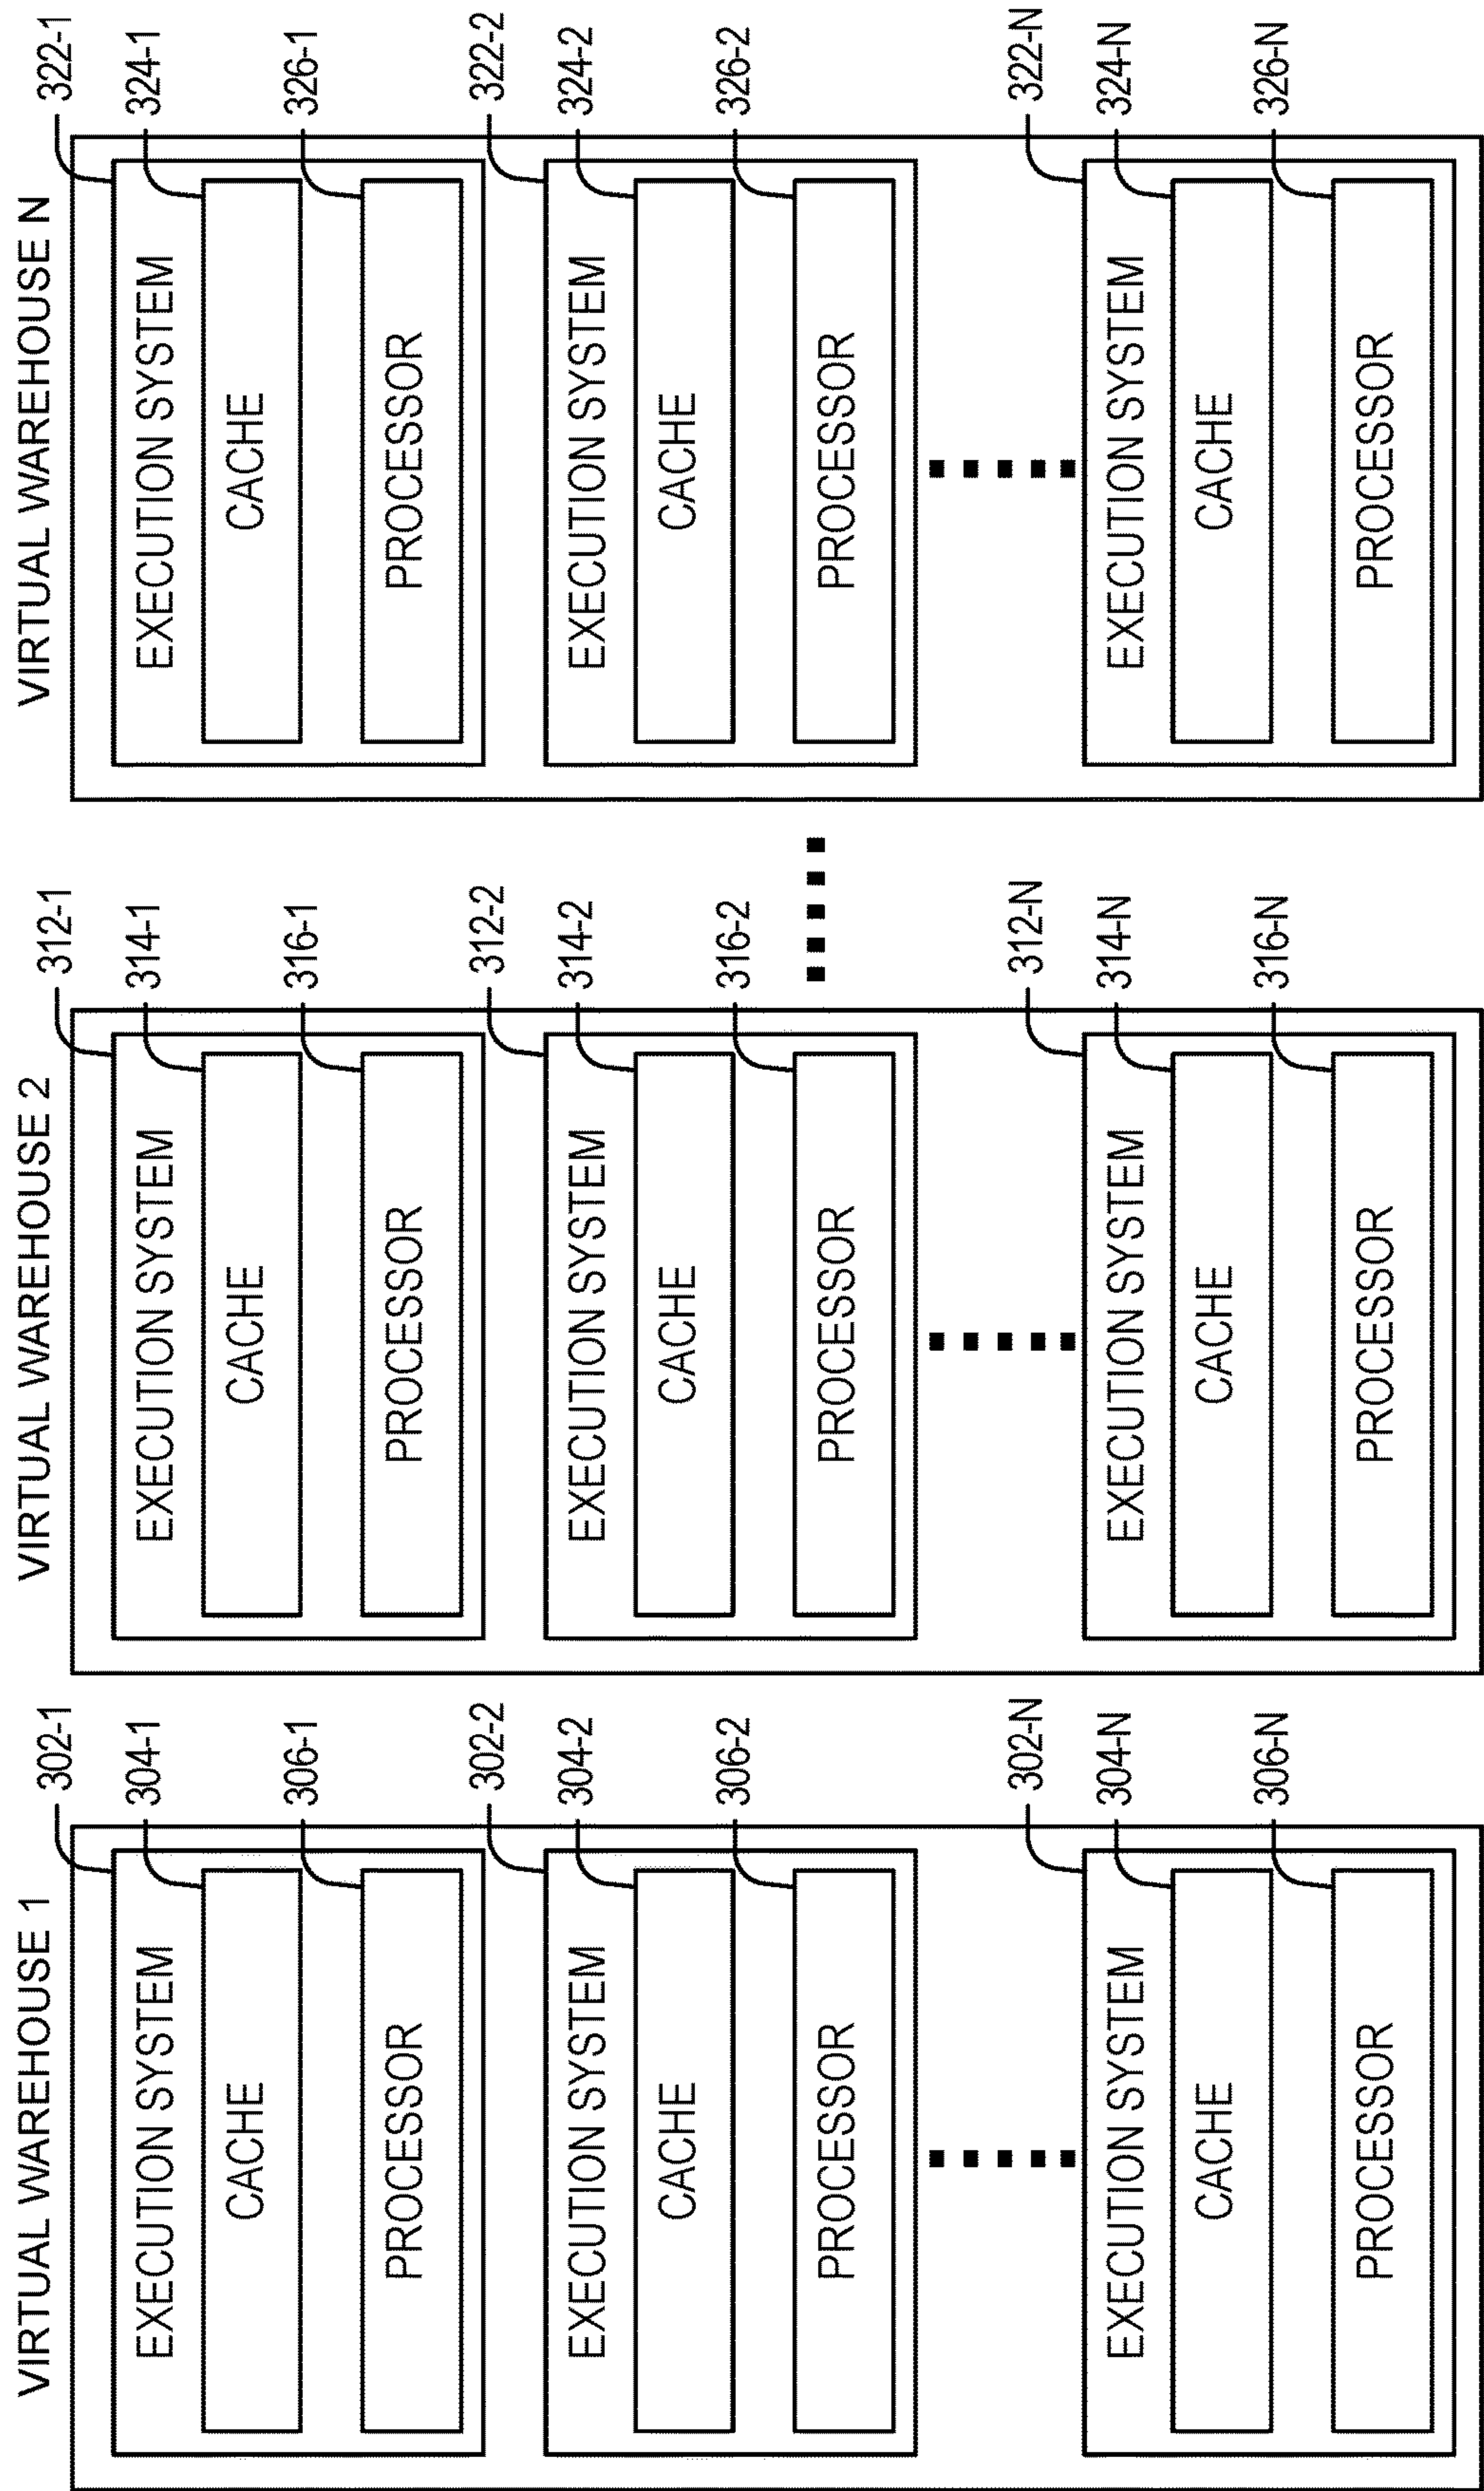 VIRTUAL WAREHOUSE 1
302-1
EXECUTION SYSTEM
304-1
CACHE
306-1
PROCESSOR
302-2
EXECUTION SYSTEM
304-2
CACHE
306-2
PROCESSOR
302-N
EXECUTION SYSTEM
304-N
CACHE
306-N
PROCESSOR
VIRTUAL WAREHOUSE 2
312-1
EXECUTION SYSTEM
314-1
CACHE
316-1
PROCESSOR
312-2
EXECUTION SYSTEM
314-2
CACHE
316-2
PROCESSOR
312-N
EXECUTION SYSTEM
314-N
CACHE
316-N
PROCESSOR
VIRTUAL WAREHOUSE N
322-1
EXECUTION SYSTEM
324-1
CACHE
326-1
PROCESSOR
322-2
EXECUTION SYSTEM
324-2
CACHE
326-2
PROCESSOR
322-N
EXECUTION SYSTEM
324-N
CACHE
326-N
PROCESSOR